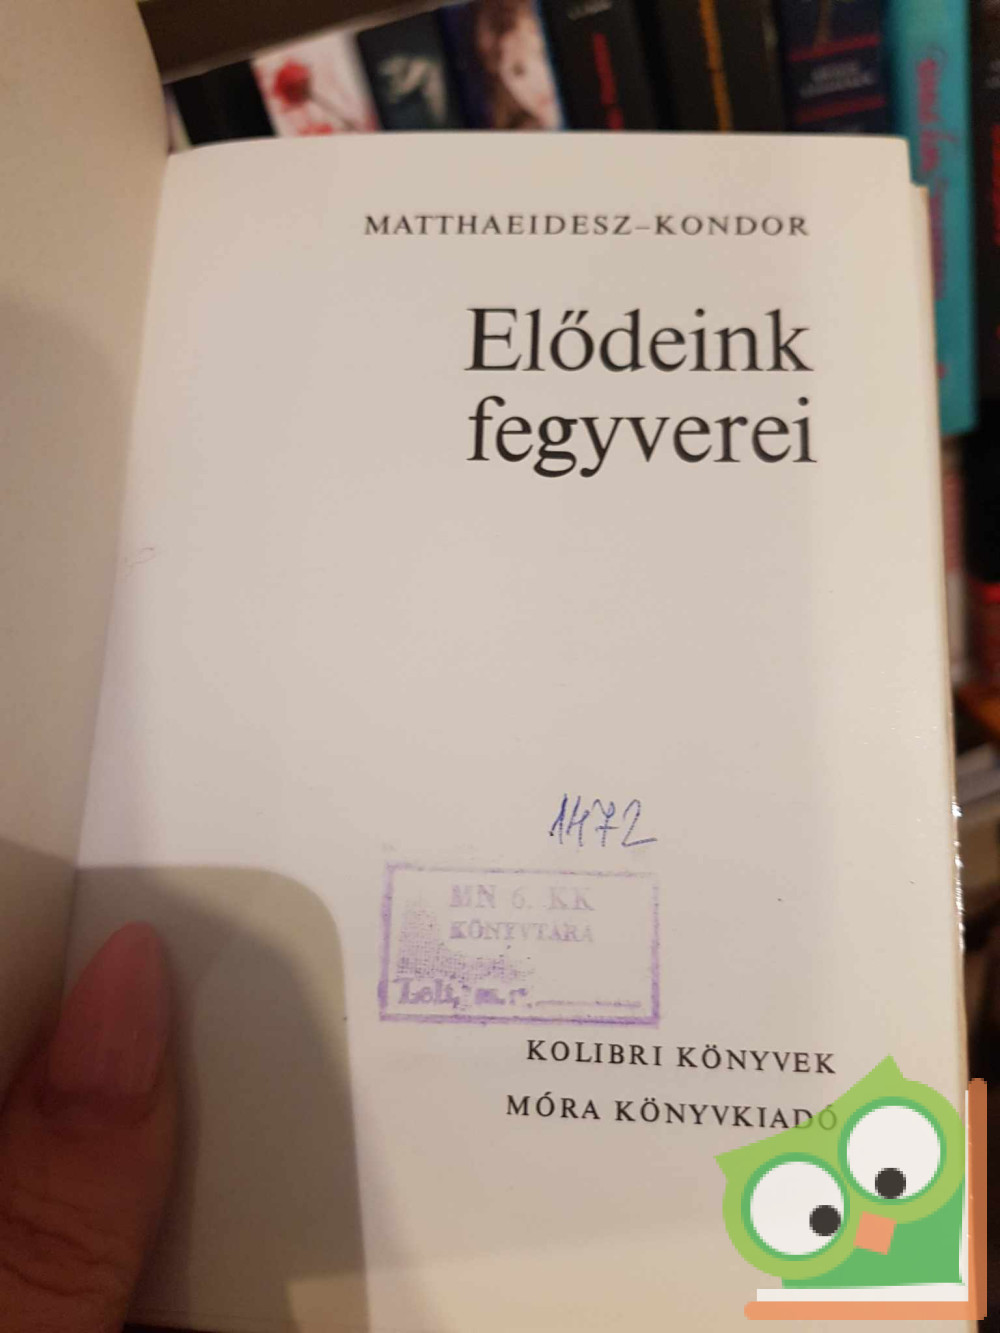 MATTHAEIDESZ–KONDOR
Elődeink
fegyverei
1472
MN 6. KK
KÖNYVTÁRA
KOLIBRI KÖNYVEK
MÓRA KÖNYVKIADÓ